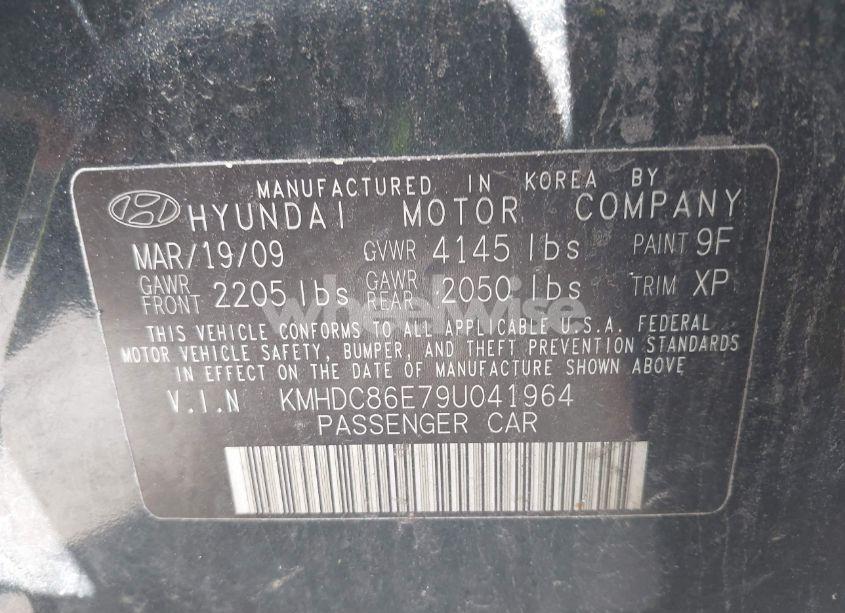 MANUFACTURED IN KOREA BY
HYUNDAI MOTOR COMPANY
MAR/19/09 GVWR 4145 lbs PAINT 9F
GAWR FRONT 2205 lbs GAWR REAR 2050 lbs TRIM XP
wheelwise
THIS VEHICLE CONFORMS TO ALL APPLICABLE U.S.A. FEDERAL
MOTOR VEHICLE SAFETY, BUMPER, AND THEFT PREVENTION STANDARDS
IN EFFECT ON THE DATE OF MANUFACTURE SHOWN ABOVE
V.I.N KMHDC86E79U041964
PASSENGER CAR